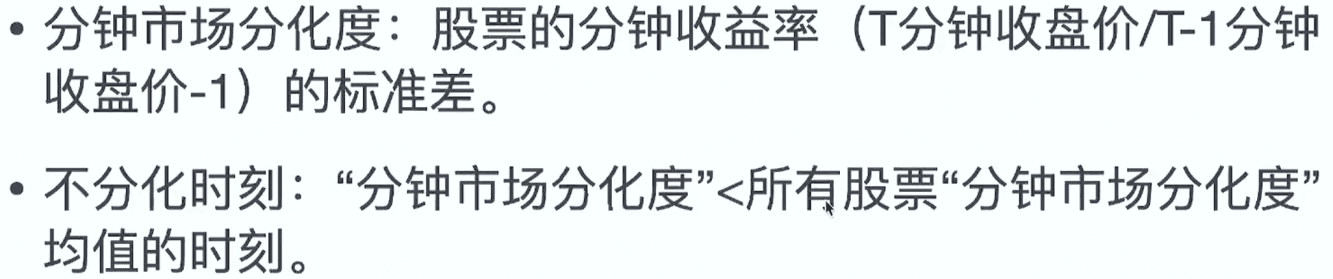 • 分钟市场分化度：股票的分钟收益率（T分钟收盘价/T-1分钟
收盘价-1）的标准差。
• 不分化时刻：“分钟市场分化度”<所有股票“分钟市场分化度”
均值的时刻。